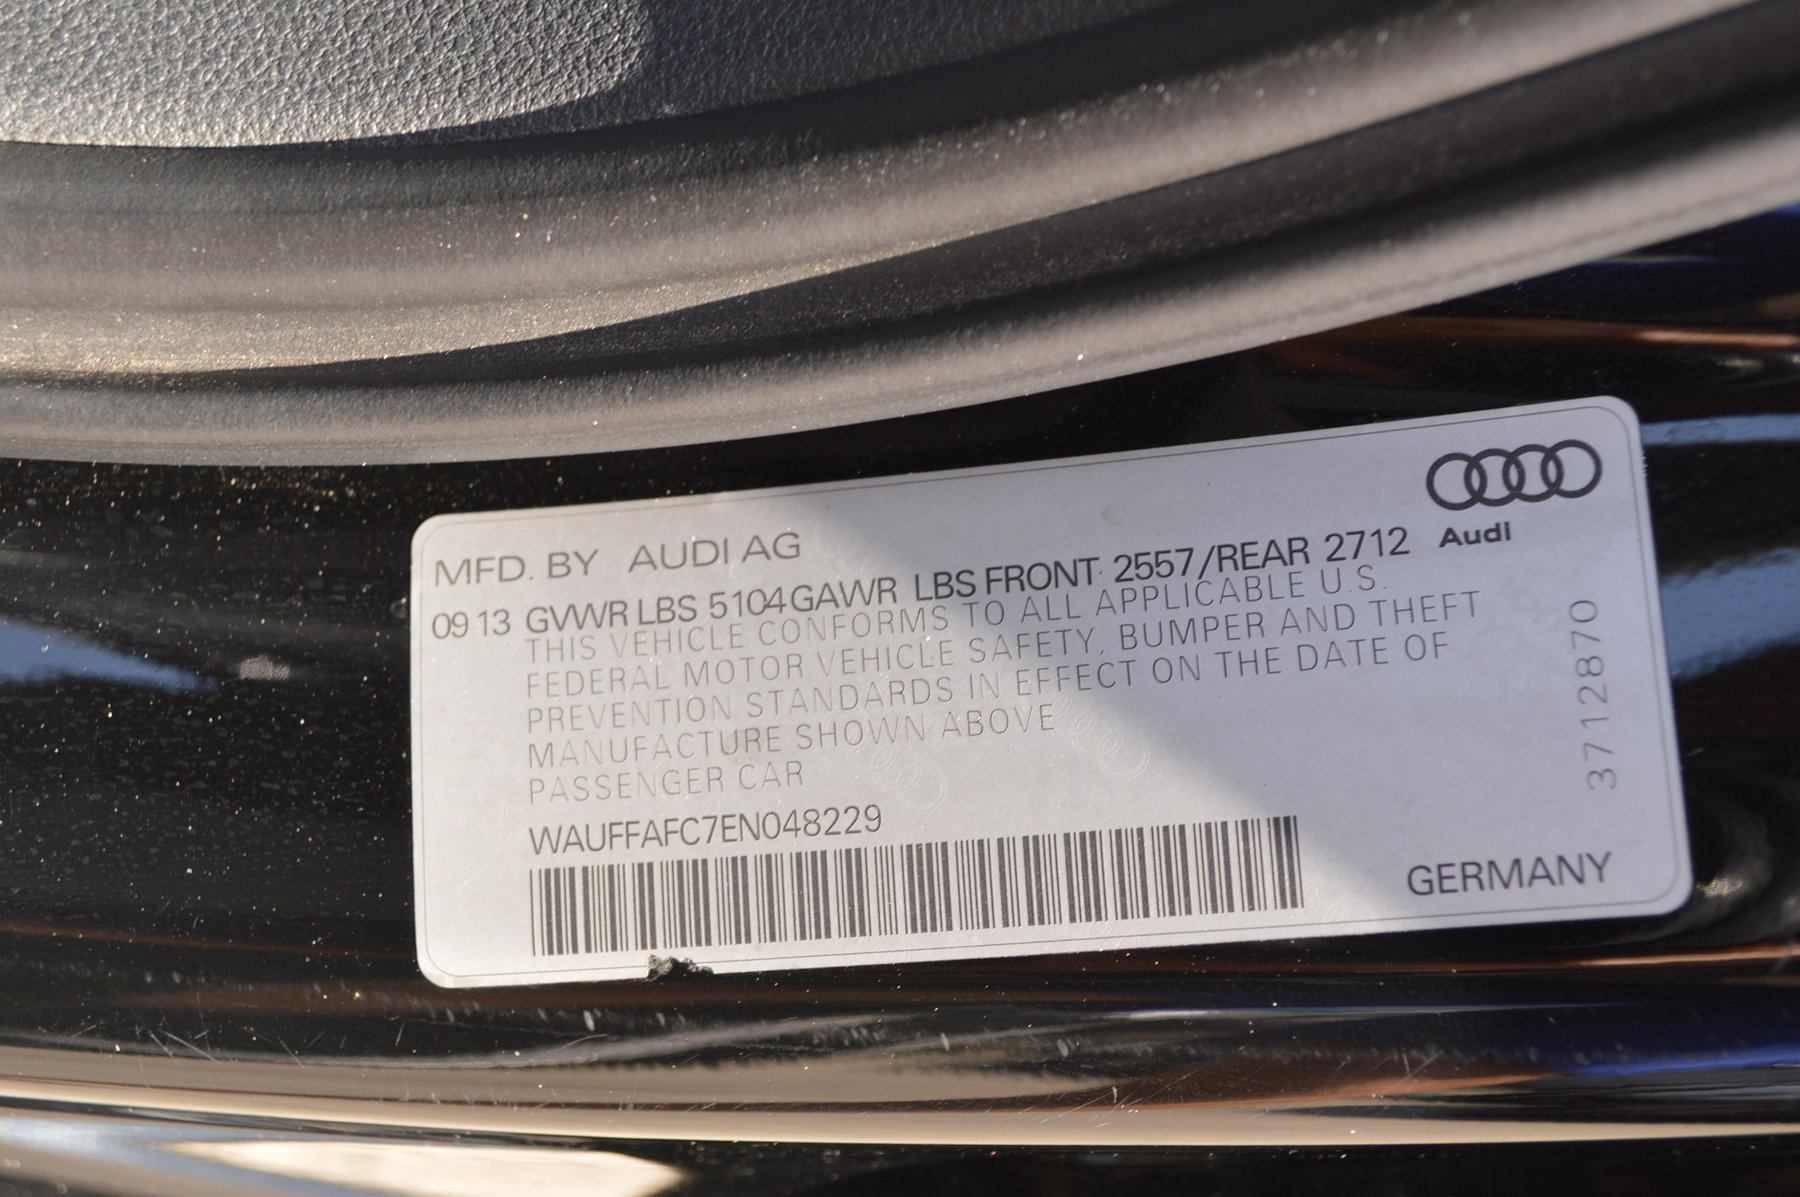 MFD. BY AUDI AG
Audi
09 13 GVWR LBS 5104 GAWR LBS FRONT 2557/REAR 2712
THIS VEHICLE CONFORMS TO ALL APPLICABLE U.S.
FEDERAL MOTOR VEHICLE SAFETY, BUMPER AND THEFT
PREVENTION STANDARDS IN EFFECT ON THE DATE OF
MANUFACTURE SHOWN ABOVE
PASSENGER CAR
WAUFFAFC7EN048229
GERMANY
3712870